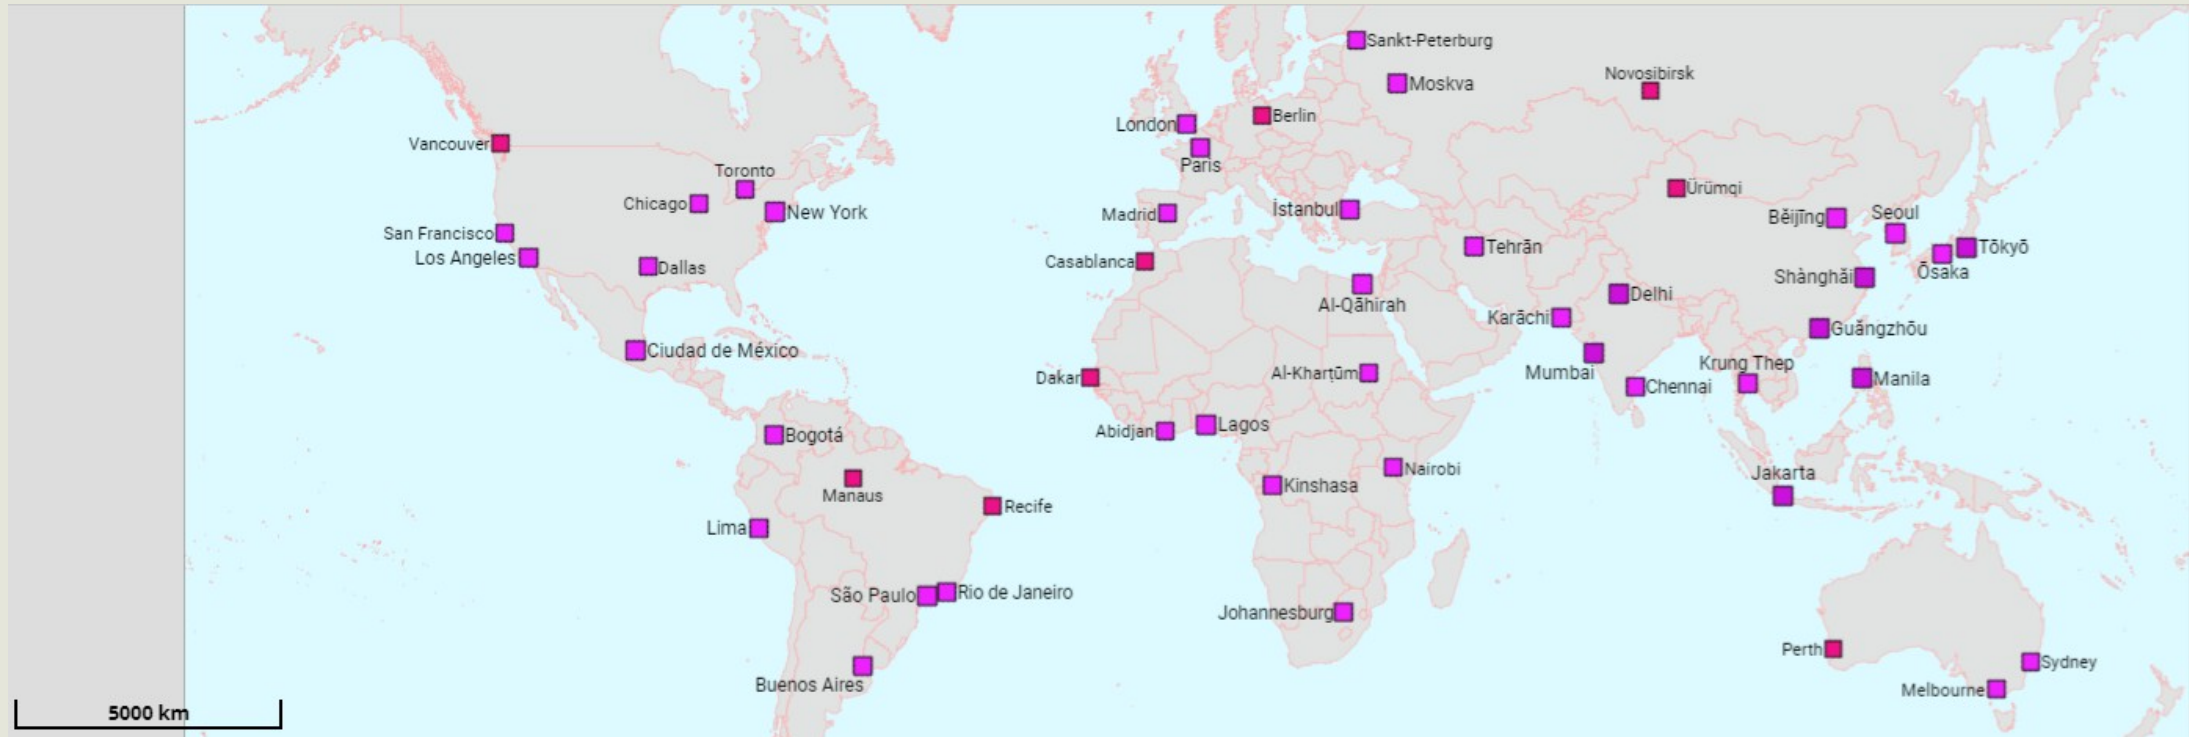 Sankt-Peterburg
Novosibirsk
Moskva
Berlin
London
Vancouver
Paris
Toronto
Ürümqi
Chicago
New York
Madrid
İstanbul
Bĕijīng
Seoul
San Francisco
Tehrān
Tōkyō
Los Angeles
Dallas
Casablanca
Ōsaka
Shànghăi
Al-Qāhirah
Delhi
Karāchi
Guăngzhōu
Ciudad de México
Krung Thep
Mumbai
Al-Kharṭūm
Dakar
Manila
Chennai
Bogotá
Abidjan
Lagos
Nairobi
Jakarta
Manaus
Kinshasa
Recife
Lima
São Paulo
Rio de Janeiro
Johannesburg
Perth
Sydney
Buenos Aires
Melbourne
5000 km